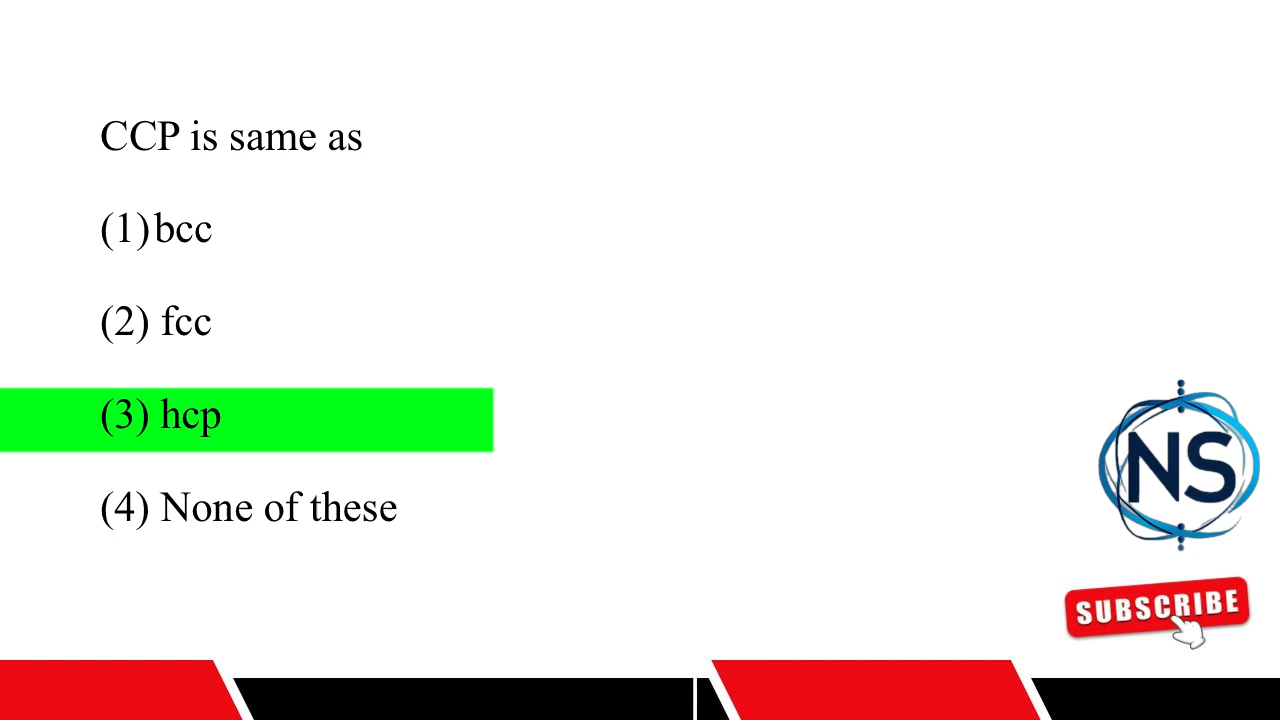 CCP is same as
(1) bcc
(2) fcc
(3) hcp
(4) None of these
NS
SUBSCRIBE